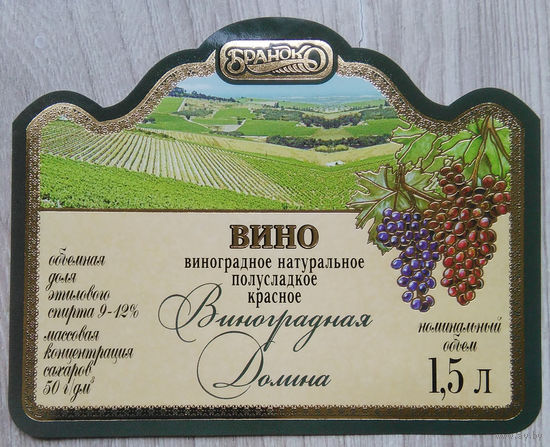 БРАНОКО
ВИНО
виноградное натуральное
полусладкое
красное
Виноградная
Долина
объемная
доля
этилового
спирта 9-12%
массовая
концентрация
сахаров
50 г/дм³
номинальный
объем
1,5 л